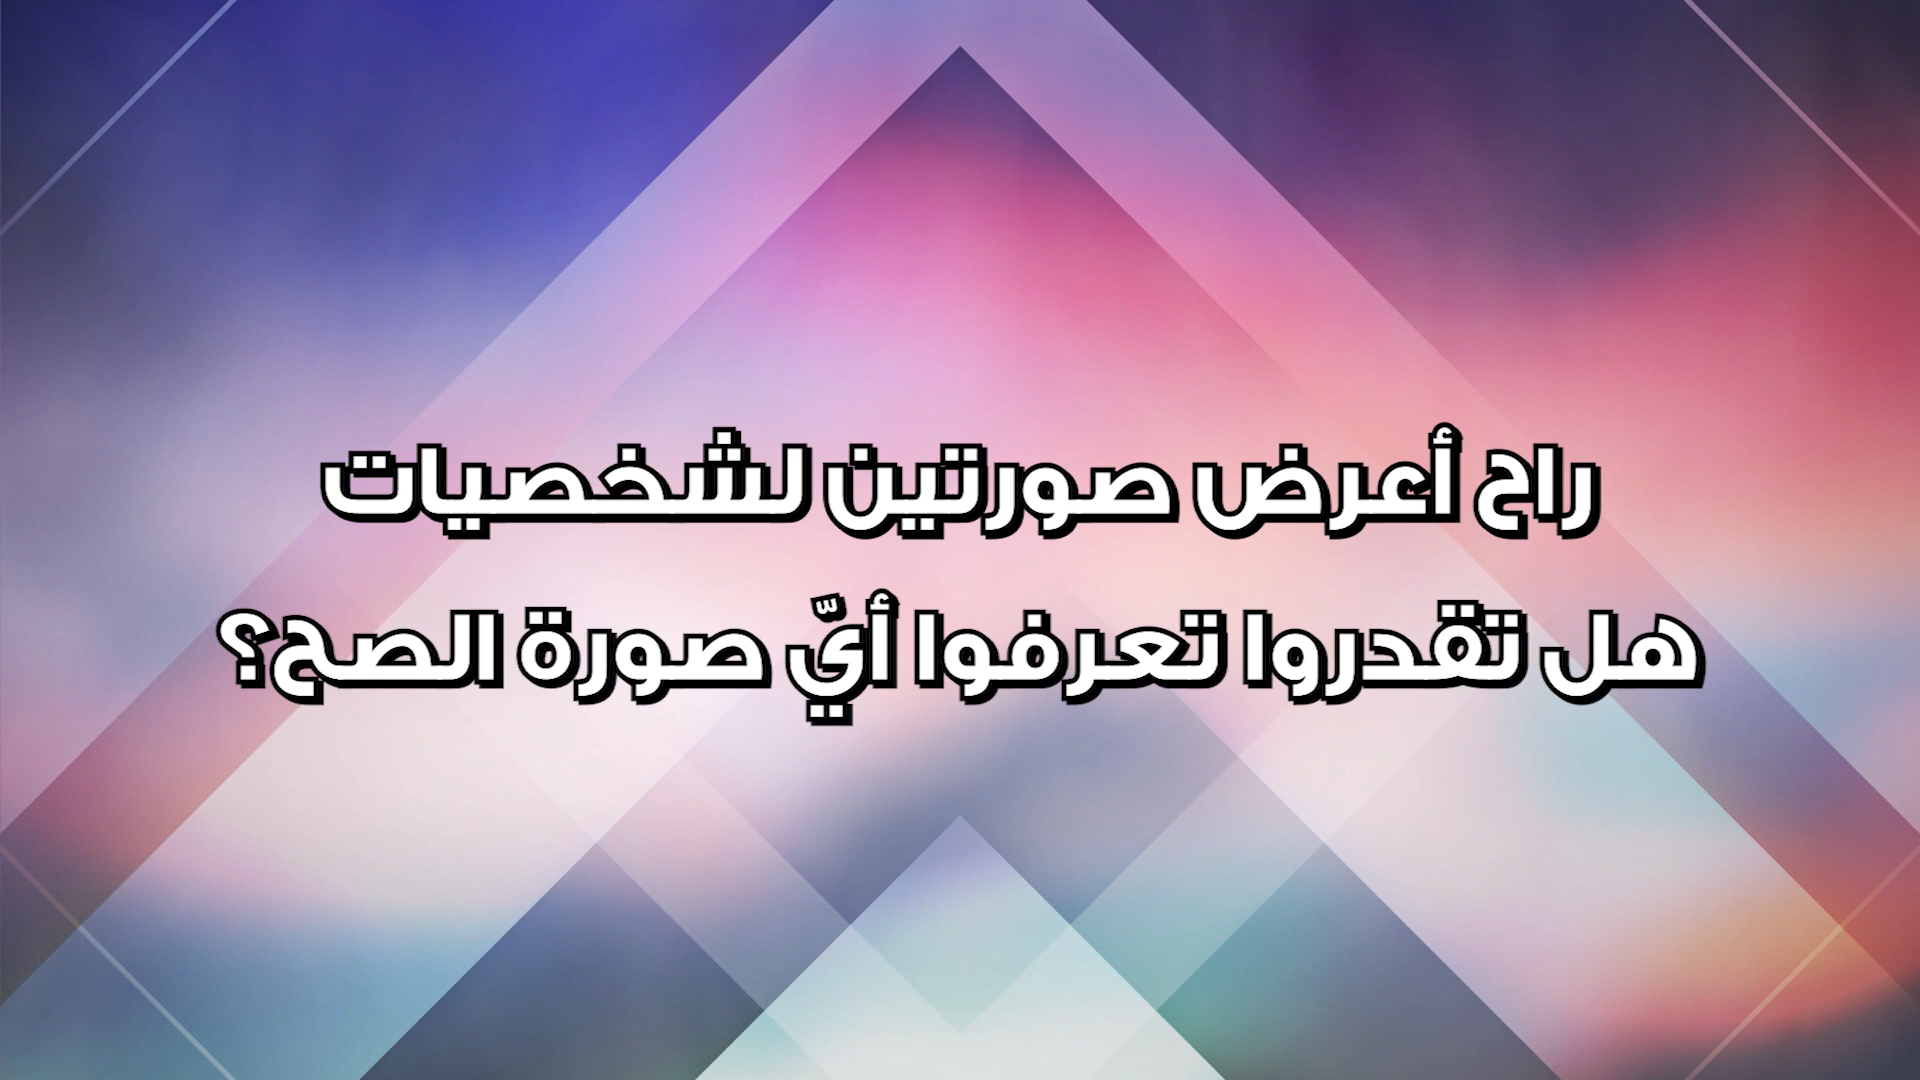 راح أعرض صورتين لشخصيات
هل تقدروا تعرفوا أيّ صورة الصح؟